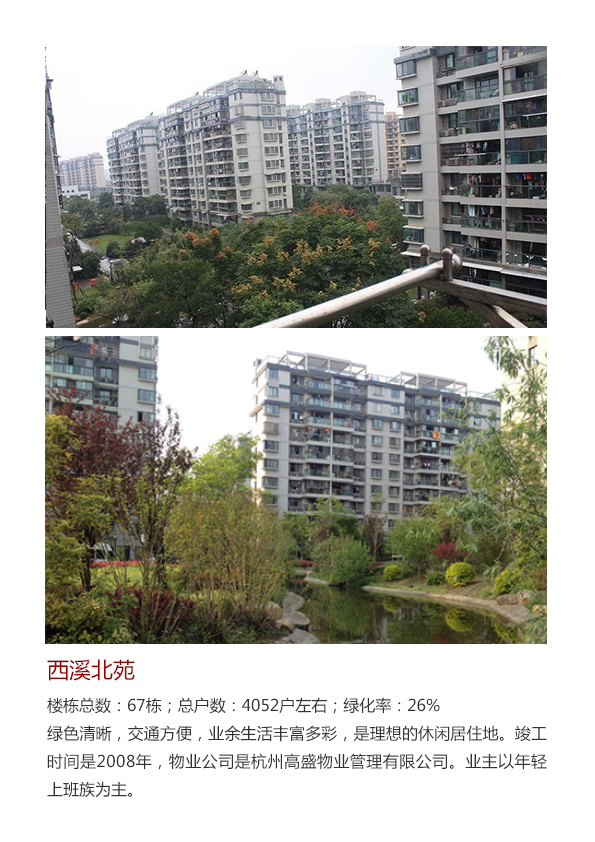 西溪北苑
楼栋总数：67栋；总户数：4052户左右；绿化率：26%
绿色清晰，交通方便，业余生活丰富多彩，是理想的休闲居住地。竣工
时间是2008年，物业公司是杭州高盛物业管理有限公司。业主以年轻
上班族为主。